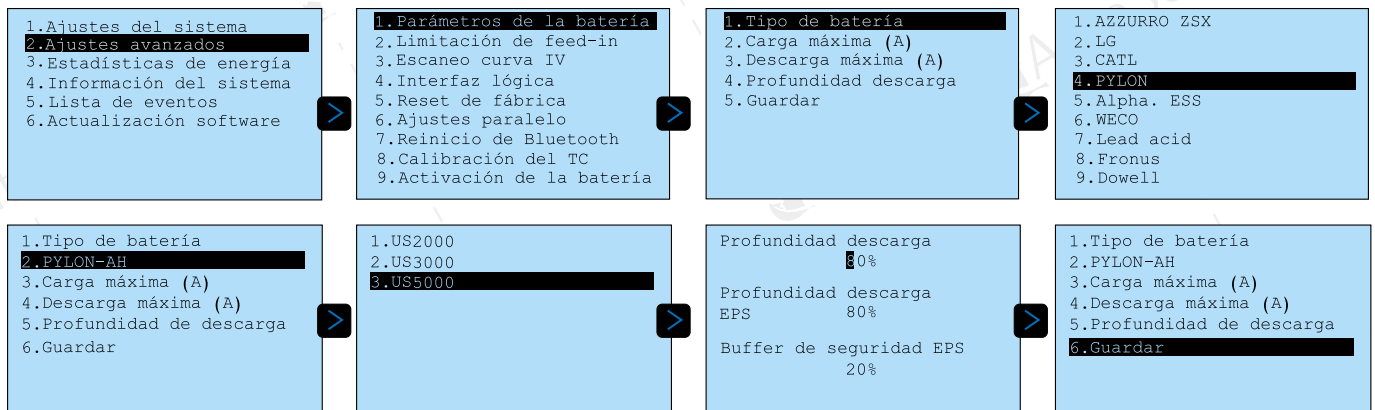 1.Ajustes del sistema
2.Ajustes avanzados
3.Estadísticas de energía
4.Información del sistema
5.Lista de eventos
6.Actualización software
1.Parámetros de la batería
2.Limitación de feed-in
3.Escaneo curva IV
4.Interfaz lógica
5.Reset de fábrica
6.Ajustes paralelo
7.Reinicio de Bluetooth
8.Calibración del TC
9.Activación de la batería
1.Tipo de batería
2.Carga máxima (A)
3.Descarga máxima (A)
4.Profundidad descarga
5.Guardar
1.AZZURRO ZSX
2.LG
3.CATL
4.PYLON
5.Alpha. ESS
6.WECO
7.Lead acid
8.Fronus
9.Dowell
1.Tipo de batería
2.PYLON-AH
3.Carga máxima (A)
4.Descarga máxima (A)
5.Profundidad de descarga
6.Guardar
1.US2000
2.US3000
3.US5000
Profundidad descarga
80%
Profundidad descarga
EPS 80%
Buffer de seguridad EPS
20%
1.Tipo de batería
2.PYLON-AH
3.Carga máxima (A)
4.Descarga máxima (A)
5.Profundidad de descarga
6.Guardar